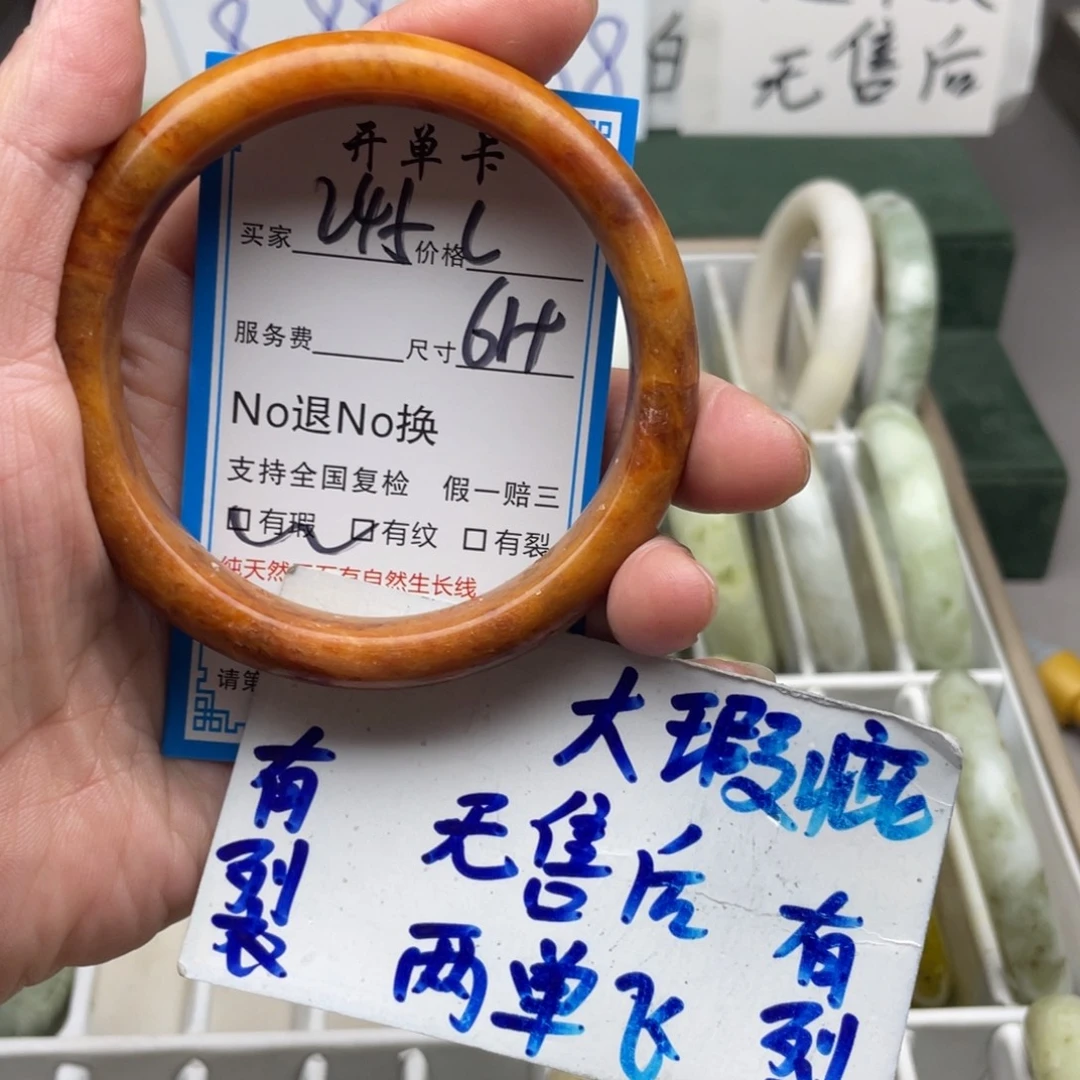 无售后
开单卡
买家 价格
服务费 尺寸
No退No换
支持全国复检 假一赔三
有瑕 有纹 有裂
纯天然 有自然生长线
请第
大瑕疵
无售后
两单飞
有裂
有裂